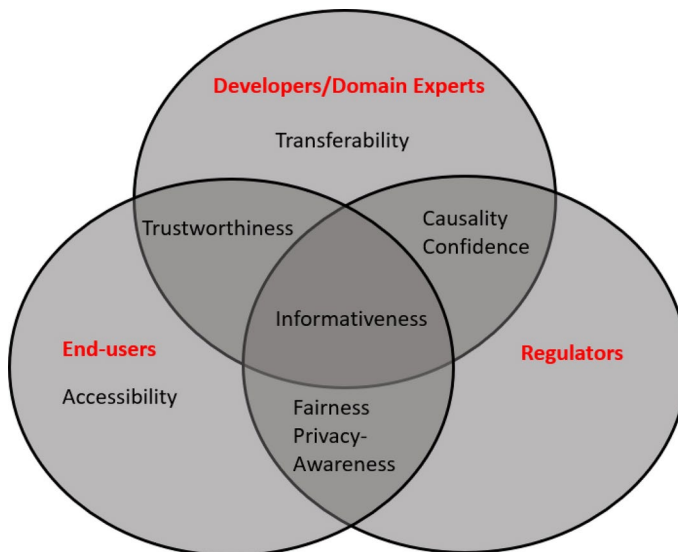 Developers/Domain Experts
Transferability
Trustworthiness
Causality
Confidence
Informativeness
End-users
Regulators
Accessibility
Fairness
Privacy-
Awareness